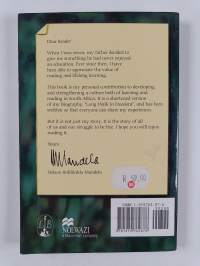 Dear Reader
When I was seven, my father decided to
give me something he had never enjoyed:
an education. Ever since then, I have
been able to appreciate the value of
reading and lifelong learning.
This book is my personal contribution to developing
and strengthening a culture both of learning and
reading in South Africa. It is a shortened version
of my biography, "Long Walk to Freedom", and has been
written so that everyone can share my experiences.
But it is not just my story. It is the story of all
of us and our struggle to be free. I hope you will enjoy
reading it.
Yours
Mandela
Nelson Rolihlahla Mandela
NOLWAZI